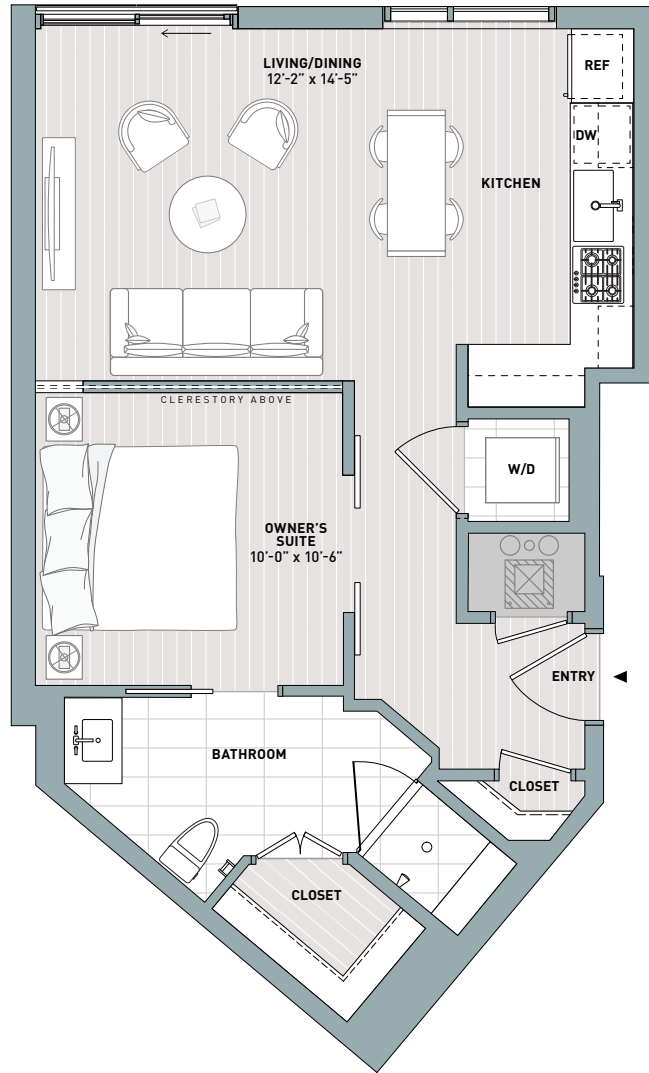 LIVING/DINING
12'-2" x 14'-5"
REF
DW
KITCHEN
CLERESTORY ABOVE
W/D
OWNER'S
SUITE
10'-0" x 10'-6"
ENTRY
BATHROOM
CLOSET
CLOSET